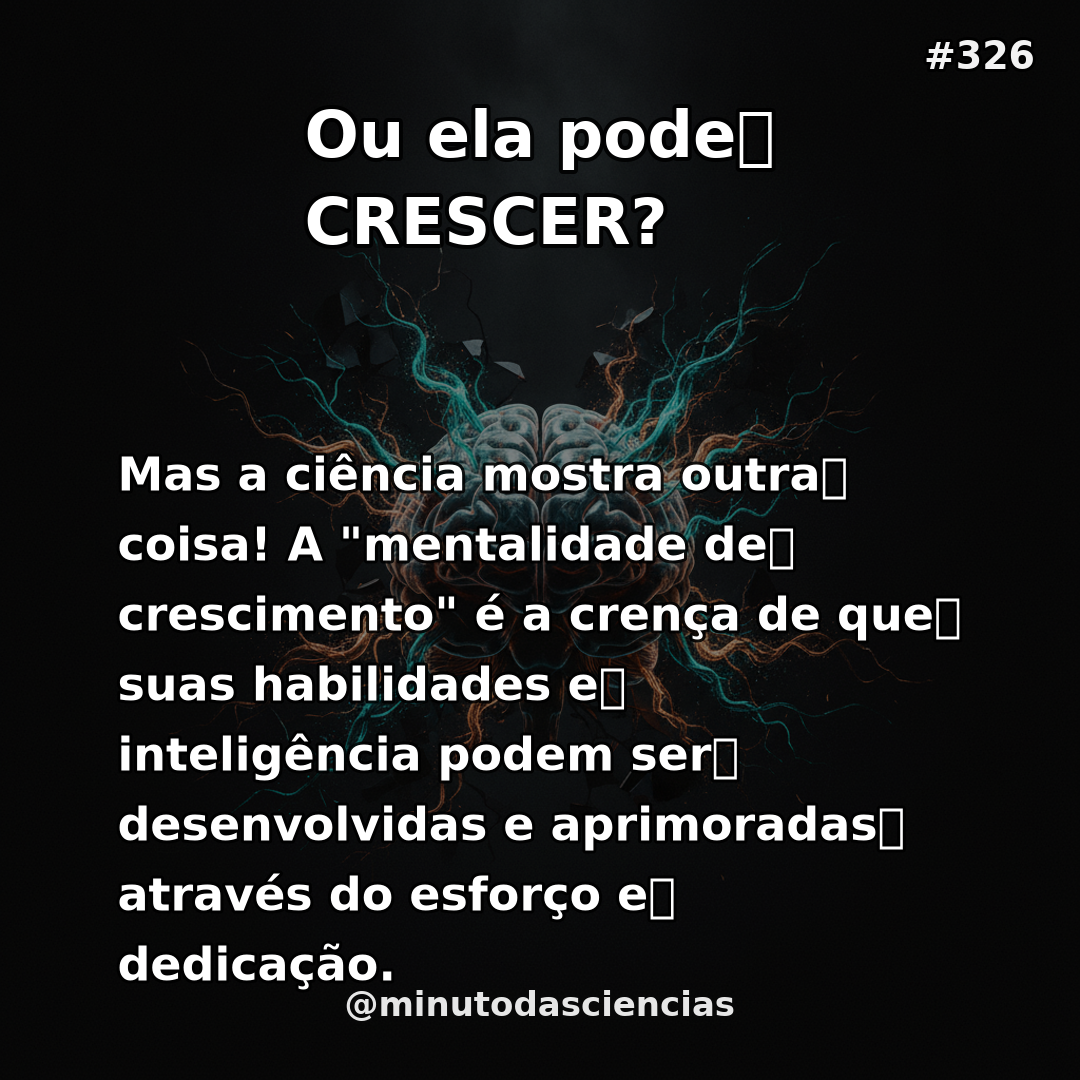 #326
Ou ela pode
CRESCER?
Mas a ciência mostra outra
coisa! A "mentalidade de
crescimento" é a crença de que
suas habilidades e
inteligência podem ser
desenvolvidas e aprimoradas
através do esforço e
dedicação.
@minutodasciencias